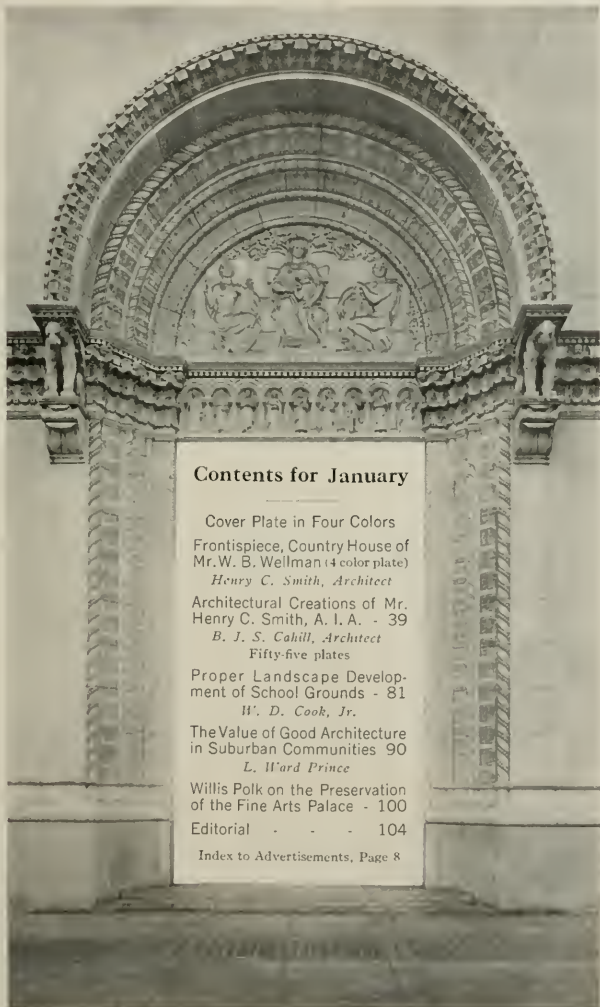 Contents for January
Cover Plate in Four Colors
Frontispiece, Country House of
Mr. W. B. Wellman (4 color plate)
Henry C. Smith, Architect
Architectural Creations of Mr.
Henry C. Smith, A. I. A. - 39
B. J. S. Cahill, Architect
Fifty-five plates
Proper Landscape Develop-
ment of School Grounds - 81
W. D. Cook, Jr.
The Value of Good Architecture
in Suburban Communities 90
L. Ward Prince
Willis Polk on the Preservation
of the Fine Arts Palace - 100
Editorial - - - 104
Index to Advertisements, Page 8